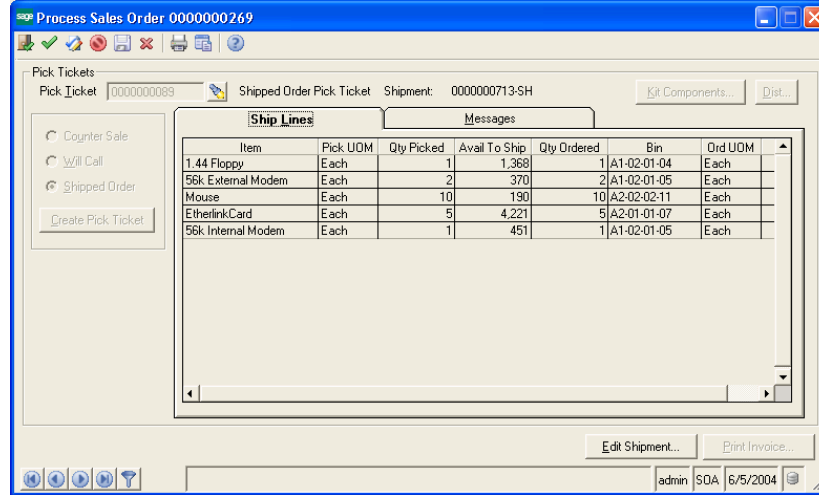 sage Process Sales Order 0000000269
Pick Tickets
Pick Ticket 0000000089 Shipped Order Pick Ticket Shipment: 0000000713-SH Kit Components... Dist...
Counter Sale
Will Call
Shipped Order
Create Pick Ticket
Ship Lines Messages
Item Pick UOM Qty Picked Avail To Ship Qty Ordered Bin Ord UOM
1.44 Floppy Each 1 1,368 1 A1-02-01-04 Each
56k External Modem Each 2 370 2 A1-02-01-05 Each
Mouse Each 10 190 10 A2-02-02-11 Each
EtherlinkCard Each 5 4,221 5 A2-01-01-07 Each
56k Internal Modem Each 1 451 1 A1-02-01-05 Each
Edit Shipment... Print Invoice...
admin SOA 6/5/2004